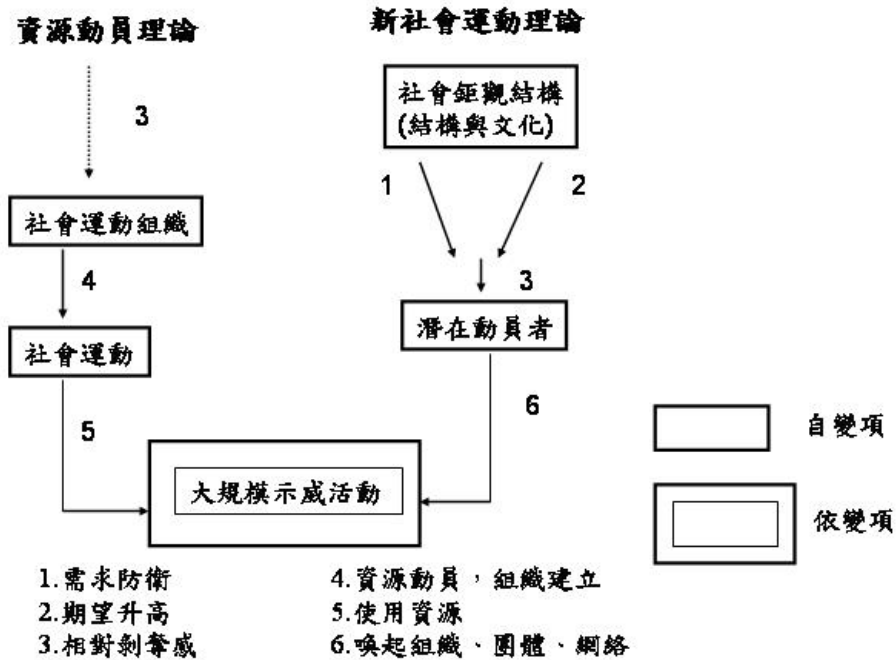 資源動員理論
新社會運動理論
社會鉅觀結構
(結構與文化)
3
1
2
社會運動組織
4
3
社會運動
潛在動員者
5
6
大規模示威活動
自變項
依變項
1.需求防衛
2.期望升高
3.相對剝奪感
4.資源動員，組織建立
5.使用資源
6.喚起組織、團體、網絡